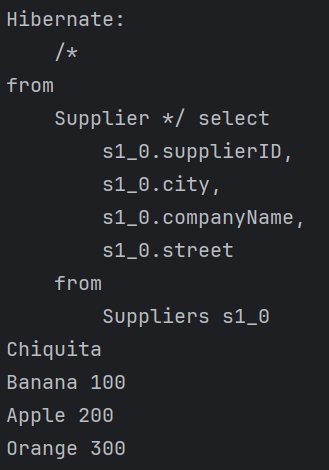 Hibernate:
    /*
from
    Supplier */ select
        s1_0.supplierID,
        s1_0.city,
        s1_0.companyName,
        s1_0.street
    from
        Suppliers s1_0
Chiquita
Banana 100
Apple 200
Orange 300